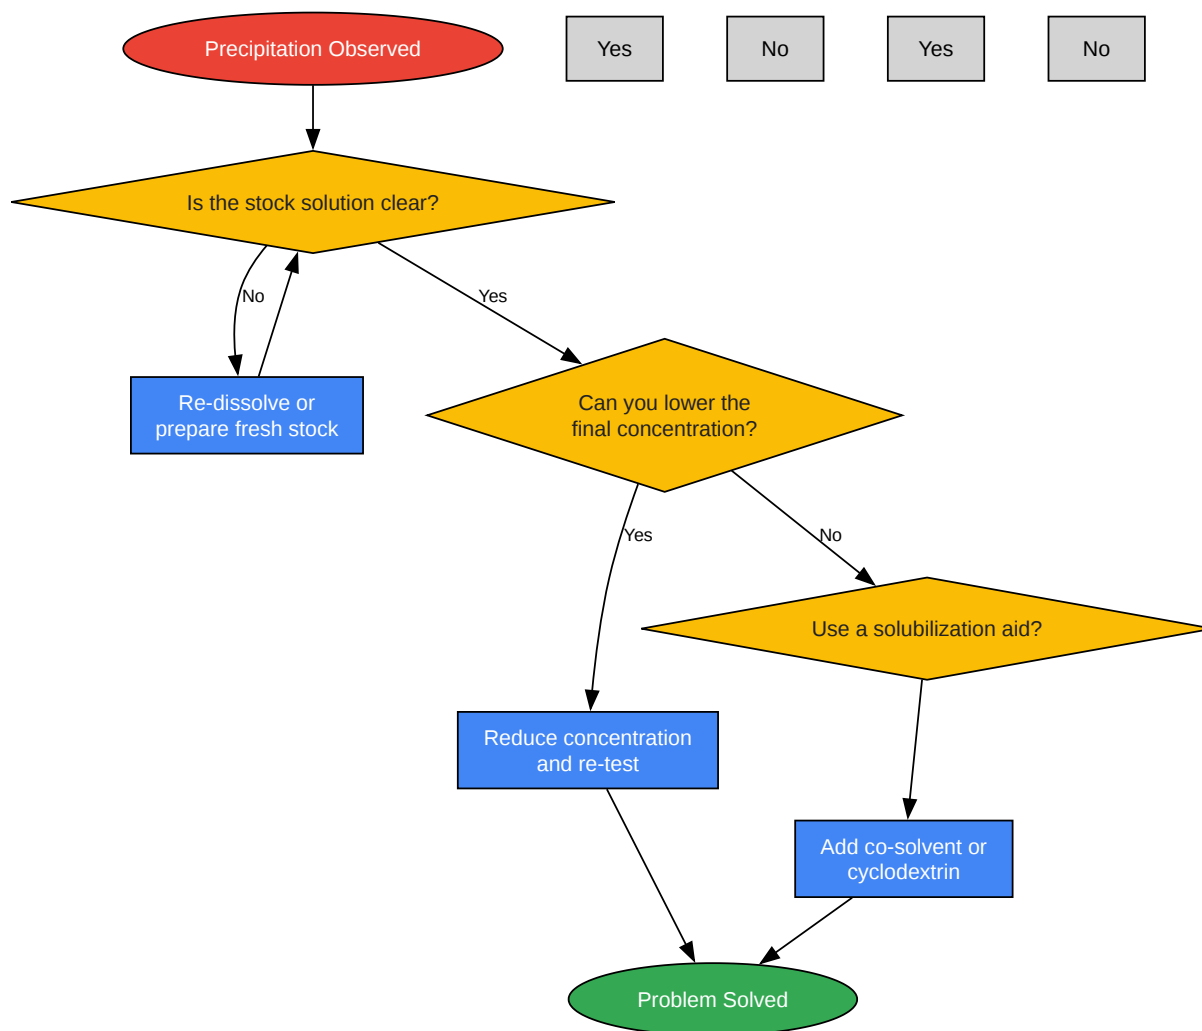 Precipitation Observed
Yes
No
Yes
No
Is the stock solution clear?
No
Yes
Re-dissolve or
prepare fresh stock
Can you lower the
final concentration?
Yes
No
Use a solubilization aid?
Reduce concentration
and re-test
Add co-solvent or
cyclodextrin
Problem Solved